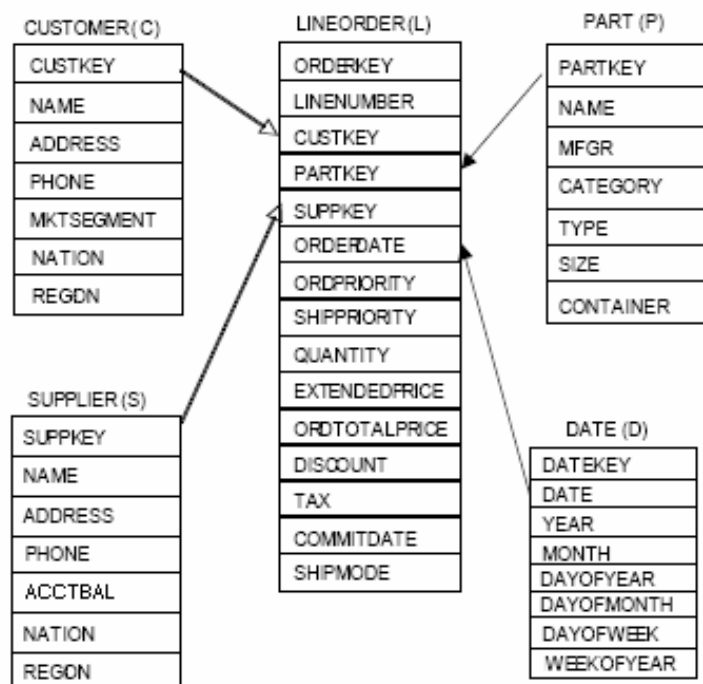 CUSTOMER (C)
CUSTKEY
NAME
ADDRESS
PHONE
MKTSEGMENT
NATION
REGION
SUPPLIER (S)
SUPPKEY
NAME
ADDRESS
PHONE
ACCTBAL
NATION
REGION
LINEORDER (L)
ORDERKEY
LINENUMBER
CUSTKEY
PARTKEY
SUPPKEY
ORDERDATE
ORDPRIORITY
SHIPPRIORITY
QUANTITY
EXTENDEDPRICE
ORDTOTALPRICE
DISCOUNT
TAX
COMMITDATE
SHIPMODE
PART (P)
PARTKEY
NAME
MFGR
CATEGORY
TYPE
SIZE
CONTAINER
DATE (D)
DATEKEY
DATE
YEAR
MONTH
DAYOFYEAR
DAYOFMONTH
DAYOFWEEK
WEEKOFYEAR